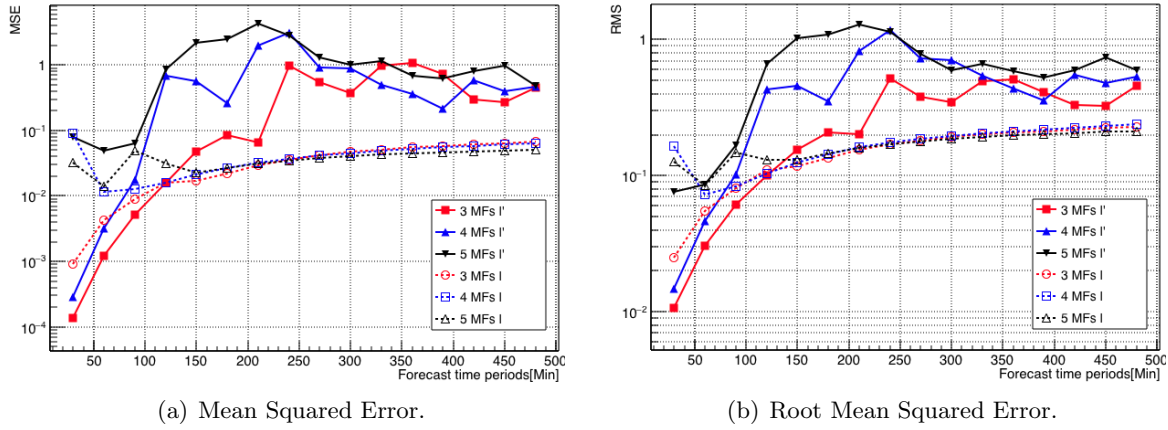 MSE
1
10⁻¹
10⁻²
10⁻³
10⁻⁴
3 MFs I'
4 MFs I'
5 MFs I'
3 MFs I
4 MFs I
5 MFs I
50 100 150 200 250 300 350 400 450 500
Forecast time periods[Min]
(a) Mean Squared Error.
RMS
1
10⁻¹
10⁻²
3 MFs I'
4 MFs I'
5 MFs I'
3 MFs I
4 MFs I
5 MFs I
50 100 150 200 250 300 350 400 450 500
Forecast time periods[Min]
(b) Root Mean Squared Error.